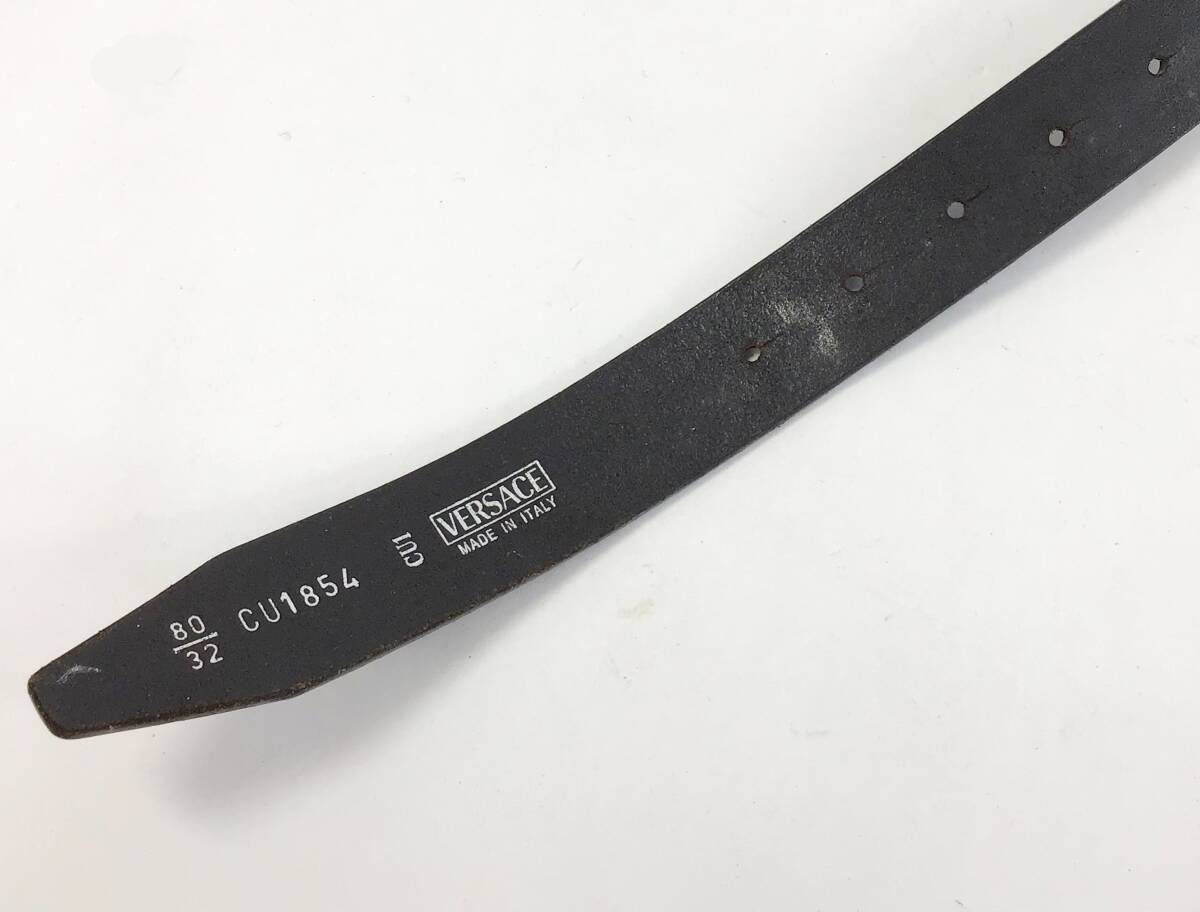 80
32
CU1854
CU1
VERSACE
MADE IN ITALY